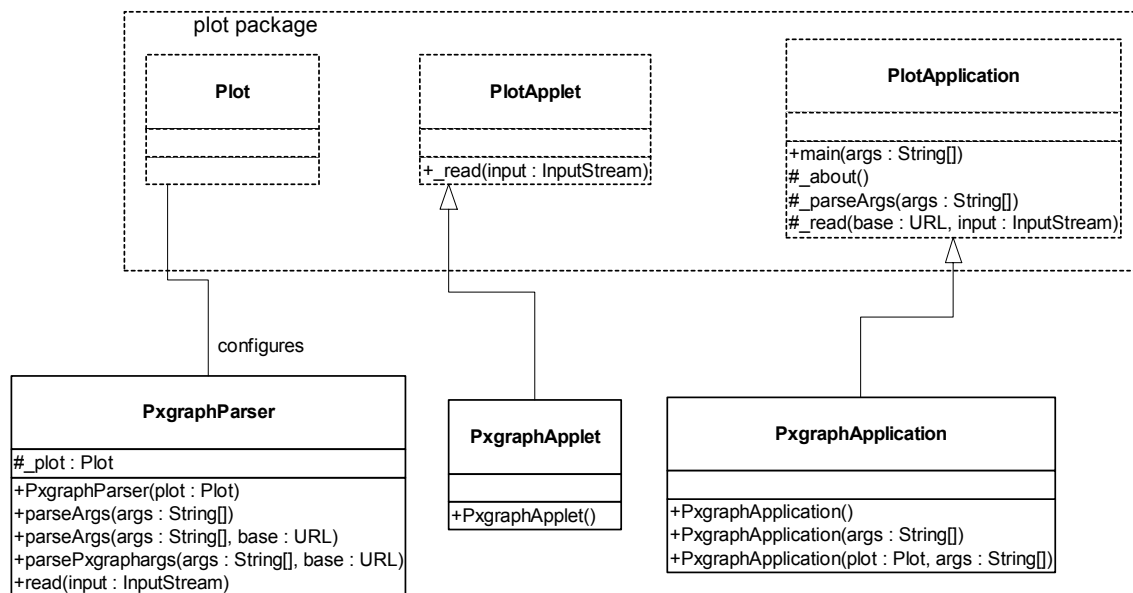 plot package
Plot
PlotApplet
+_read(input : InputStream)
PlotApplication
+main(args : String[])
#_about()
#_parseArgs(args : String[])
#_read(base : URL, input : InputStream)
configures
PxgraphParser
#_plot : Plot
+PxgraphParser(plot : Plot)
+parseArgs(args : String[])
+parseArgs(args : String[], base : URL)
+parsePxgraphargs(args : String[], base : URL)
+read(input : InputStream)
PxgraphApplet
+PxgraphApplet()
PxgraphApplication
+PxgraphApplication()
+PxgraphApplication(args : String[])
+PxgraphApplication(plot : Plot, args : String[])